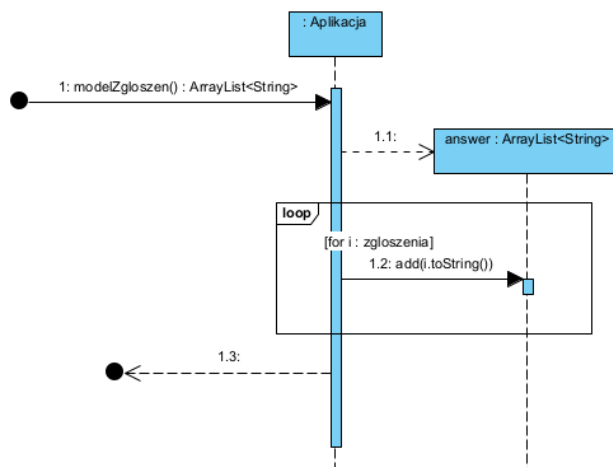 : Aplikacja
1: modelZgloszen() : ArrayList<String>
1.1:
answer : ArrayList<String>
loop
[for i : zgloszenia]
1.2: add(i.toString())
1.3: